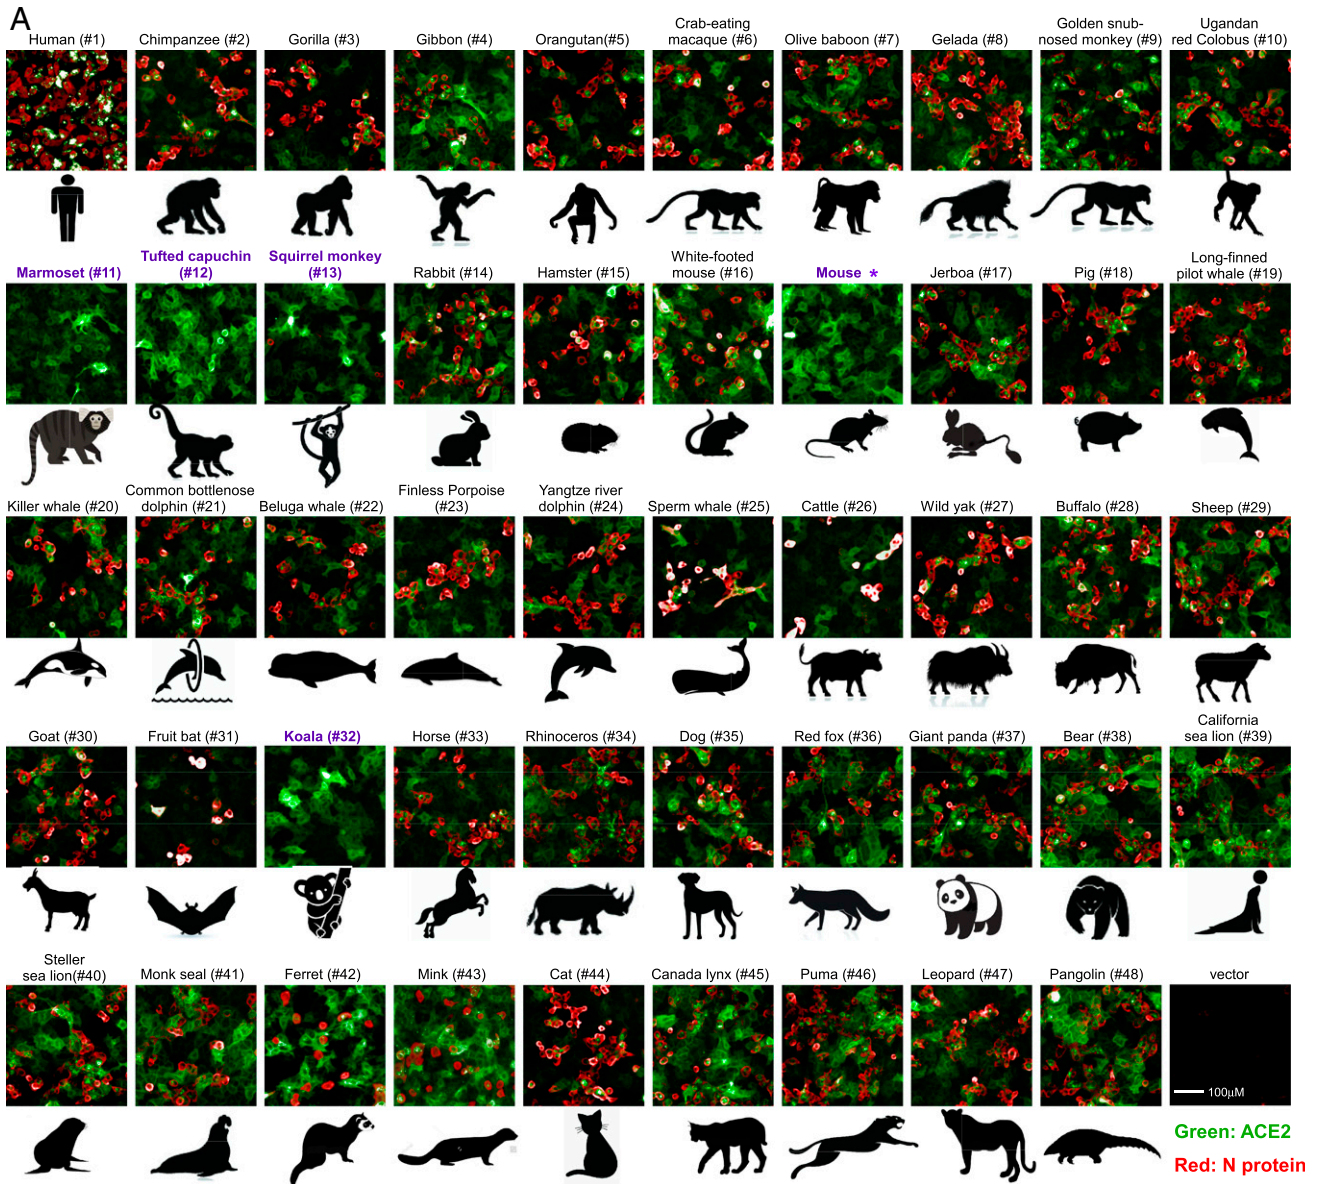 A
Human (#1)
Chimpanzee (#2)
Gorilla (#3)
Gibbon (#4)
Orangutan(#5)
Crab-eating
macaque (#6)
Olive baboon (#7)
Gelada (#8)
Golden snub-
nosed monkey (#9)
Ugandan
red Colobus (#10)
Marmoset (#11)
Tufted capuchin
(#12)
Squirrel monkey
(#13)
Rabbit (#14)
Hamster (#15)
White-footed
mouse (#16)
Mouse *
Jerboa (#17)
Pig (#18)
Long-finned
pilot whale (#19)
Killer whale (#20)
Common bottlenose
dolphin (#21)
Beluga whale (#22)
Finless Porpoise
(#23)
Yangtze river
dolphin (#24)
Sperm whale (#25)
Cattle (#26)
Wild yak (#27)
Buffalo (#28)
Sheep (#29)
Goat (#30)
Fruit bat (#31)
Koala (#32)
Horse (#33)
Rhinoceros (#34)
Dog (#35)
Red fox (#36)
Giant panda (#37)
Bear (#38)
California
sea lion (#39)
Steller
sea lion(#40)
Monk seal (#41)
Ferret (#42)
Mink (#43)
Cat (#44)
Canada lynx (#45)
Puma (#46)
Leopard (#47)
Pangolin (#48)
vector
100μM
Green: ACE2
Red: N protein